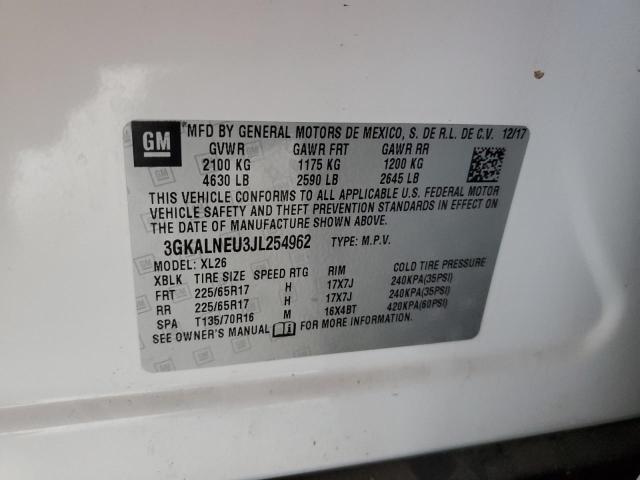 GM
MFD BY GENERAL MOTORS DE MEXICO, S. DE R.L. DE C.V. 12/17
GVWR GAWR FRT GAWR RR
2100 KG 1175 KG 1200 KG
4630 LB 2590 LB 2645 LB
THIS VEHICLE CONFORMS TO ALL APPLICABLE U.S. FEDERAL MOTOR
VEHICLE SAFETY AND THEFT PREVENTION STANDARDS IN EFFECT ON
THE DATE OF MANUFACTURE SHOWN ABOVE.
3GKALNEU3JL254962 TYPE: M.P.V.
MODEL: XL26
XBLK TIRE SIZE SPEED RTG RIM COLD TIRE PRESSURE
FRT 225/65R17 H 17X7J 240KPA(35PSI)
RR 225/65R17 H 17X7J 240KPA(35PSI)
SPA T135/70R16 M 16X4BT 420KPA(60PSI)
SEE OWNER'S MANUAL FOR MORE INFORMATION.